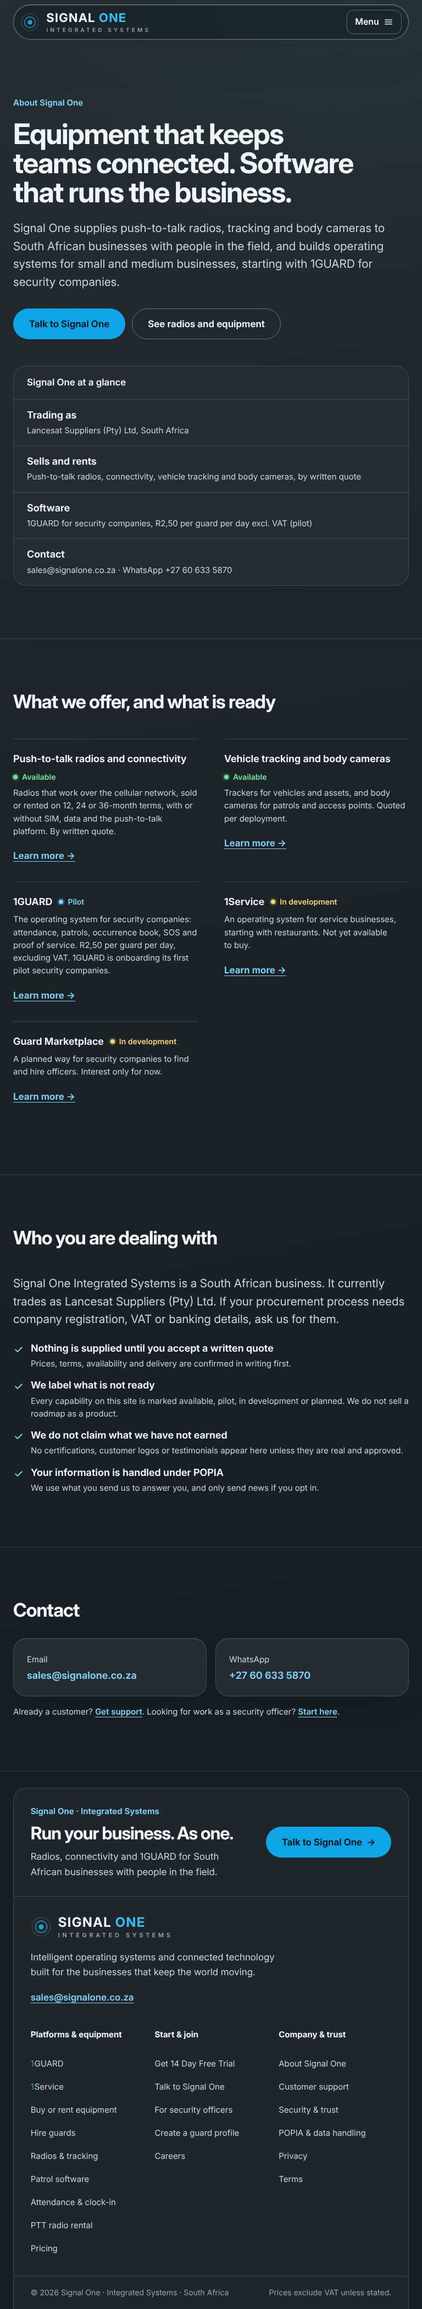 SIGNAL ONE
INTEGRATED SYSTEMS
Menu
About Signal One
Equipment that keeps
teams connected. Software
that runs the business.
Signal One supplies push-to-talk radios, tracking and body cameras to
South African businesses with people in the field, and builds operating
systems for small and medium businesses, starting with 1GUARD for
security companies.
Talk to Signal One
See radios and equipment
Signal One at a glance
Trading as
Lancesat Suppliers (Pty) Ltd, South Africa
Sells and rents
Push-to-talk radios, connectivity, vehicle tracking and body cameras, by written quote
Software
1GUARD for security companies, R2,50 per guard per day excl. VAT (pilot)
Contact
sales@signalone.co.za · WhatsApp +27 60 633 5870
What we offer, and what is ready
Push-to-talk radios and connectivity
Available
Radios that work over the cellular network, sold
or rented on 12, 24 or 36-month terms, with or
without SIM, data and the push-to-talk
platform. By written quote.
Learn more →
Vehicle tracking and body cameras
Available
Trackers for vehicles and assets, and body
cameras for patrols and access points. Quoted
per deployment.
Learn more →
1GUARD Pilot
The operating system for security companies:
attendance, patrols, occurrence book, SOS and
proof of service. R2,50 per guard per day,
excluding VAT. 1GUARD is onboarding its first
pilot security companies.
Learn more →
1Service In development
An operating system for service businesses,
starting with restaurants. Not yet available
to buy.
Learn more →
Guard Marketplace In development
A planned way for security companies to find
and hire officers. Interest only for now.
Learn more →
Who you are dealing with
Signal One Integrated Systems is a South African business. It currently
trades as Lancesat Suppliers (Pty) Ltd. If your procurement process needs
company registration, VAT or banking details, ask us for them.
Nothing is supplied until you accept a written quote
Prices, terms, availability and delivery are confirmed in writing first.
We label what is not ready
Every capability on this site is marked available, pilot, in development or planned. We do not sell a
roadmap as a product.
We do not claim what we have not earned
No certifications, customer logos or testimonials appear here unless they are real and approved.
Your information is handled under POPIA
We use what you send us to answer you, and only send news if you opt in.
Contact
Email
sales@signalone.co.za
WhatsApp
+27 60 633 5870
Already a customer? Get support. Looking for work as a security officer? Start here.
Signal One · Integrated Systems
Run your business. As one.
Radios, connectivity and 1GUARD for South
African businesses with people in the field.
Talk to Signal One →
SIGNAL ONE
INTEGRATED SYSTEMS
Intelligent operating systems and connected technology
built for the businesses that keep the world moving.
sales@signalone.co.za
Platforms & equipment
1GUARD
1Service
Buy or rent equipment
Hire guards
Radios & tracking
Patrol software
Attendance & clock-in
PTT radio rental
Pricing
Start & join
Get 14 Day Free Trial
Talk to Signal One
For security officers
Create a guard profile
Careers
Company & trust
About Signal One
Customer support
Security & trust
POPIA & data handling
Privacy
Terms
© 2026 Signal One · Integrated Systems · South Africa
Prices exclude VAT unless stated.